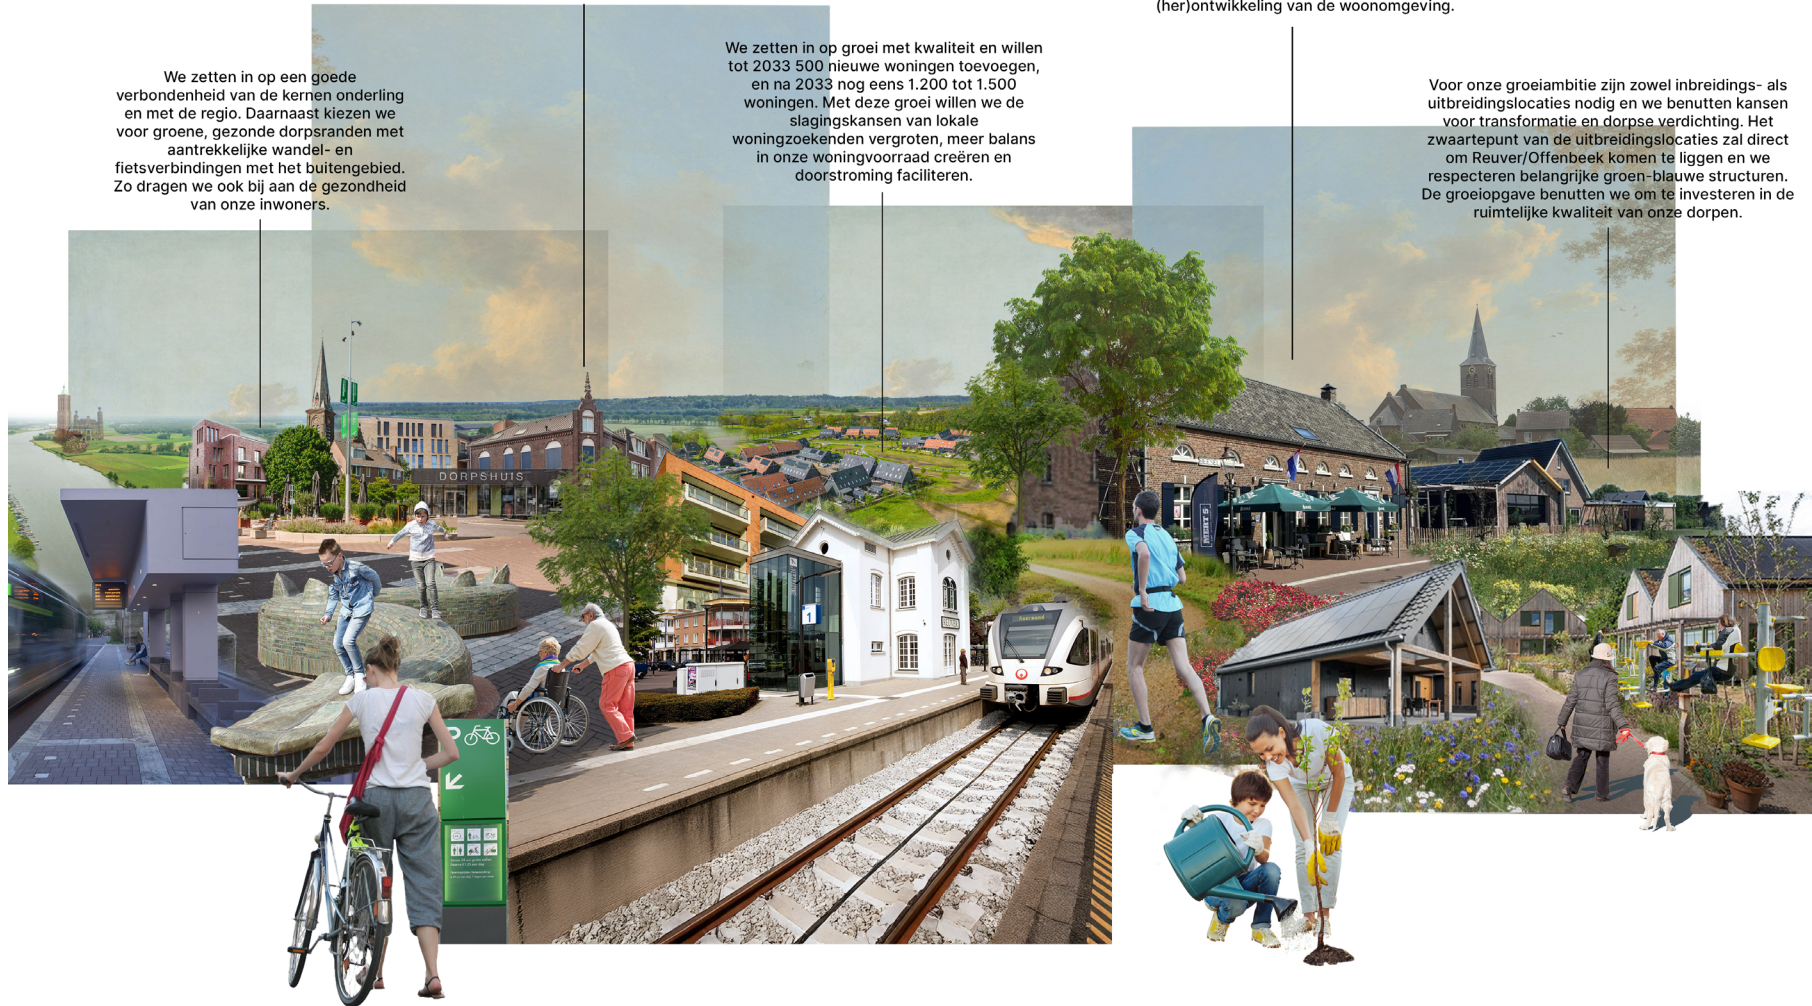 (her)ontwikkeling van de woonomgeving.
We zetten in op een goede
verbondenheid van de kernen onderling
en met de regio. Daarnaast kiezen we
voor groene, gezonde dorpsranden met
aantrekkelijke wandel- en
fietsverbindingen met het buitengebied.
Zo dragen we ook bij aan de gezondheid
van onze inwoners.
We zetten in op groei met kwaliteit en willen
tot 2033 500 nieuwe woningen toevoegen,
en na 2033 nog eens 1.200 tot 1.500
woningen. Met deze groei willen we de
slagingskansen van lokale
woningzoekenden vergroten, meer balans
in onze woningvoorraad creëren en
doorstroming faciliteren.
Voor onze groeiambitie zijn zowel inbreidings- als
uitbreidingslocaties nodig en we benutten kansen
voor transformatie en dorpse verdichting. Het
zwaartepunt van de uitbreidingslocaties zal direct
om Reuver/Offenbeek komen te liggen en we
respecteren belangrijke groen-blauwe structuren.
De groeiopgave benutten we om te investeren in de
ruimtelijke kwaliteit van onze dorpen.
DORPSHUIS
1
Roermond
P